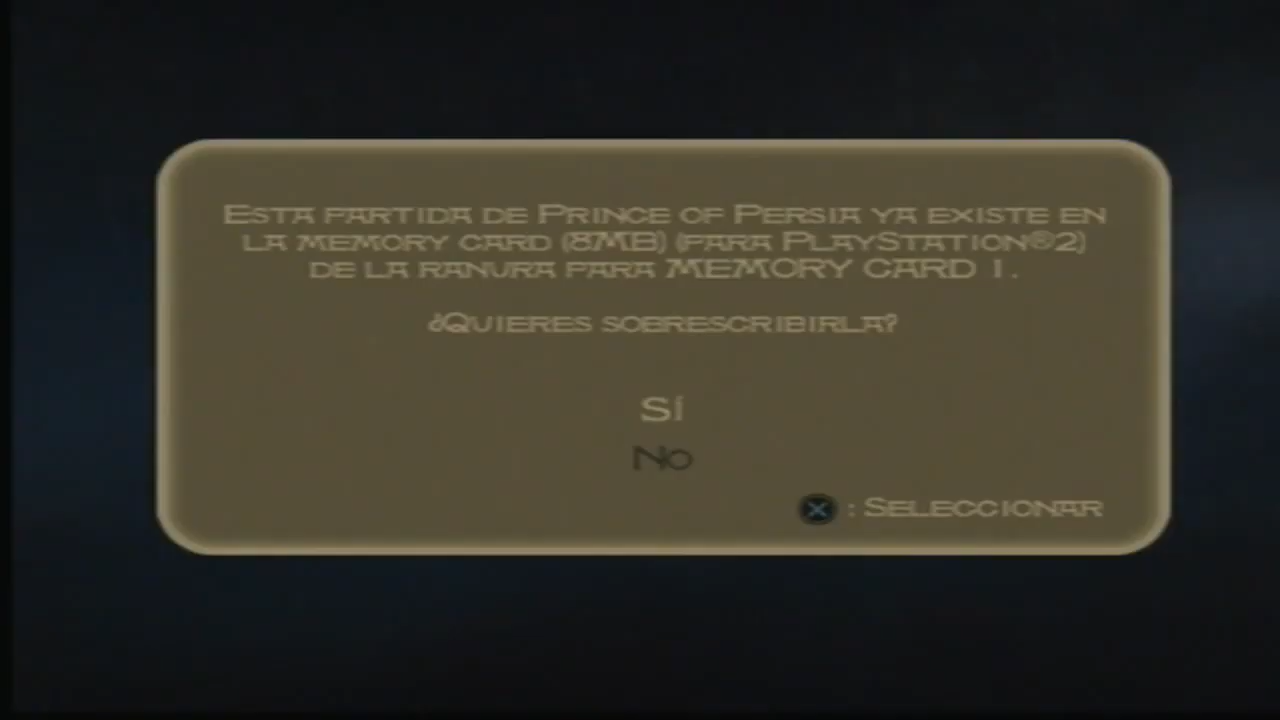 Esta partida de Prince of Persia ya existe en
la memory card (8MB) (para PlayStation®2)
de la ranura para MEMORY CARD 1.
¿Quieres sobrescribirla?
Sí
No
: Seleccionar